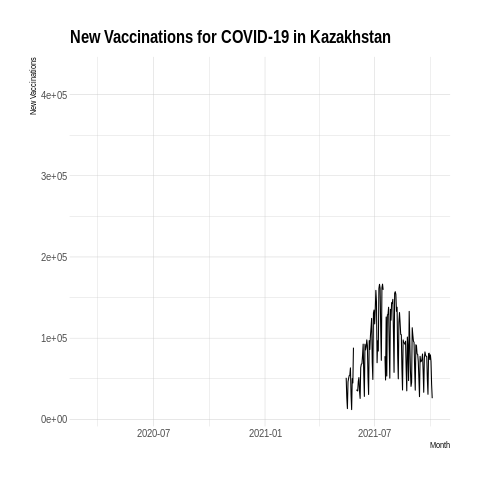 New Vaccinations for COVID-19 in Kazakhstan
New Vaccinations
4e+05
3e+05
2e+05
1e+05
0e+00
2020-07
2021-01
2021-07
Month